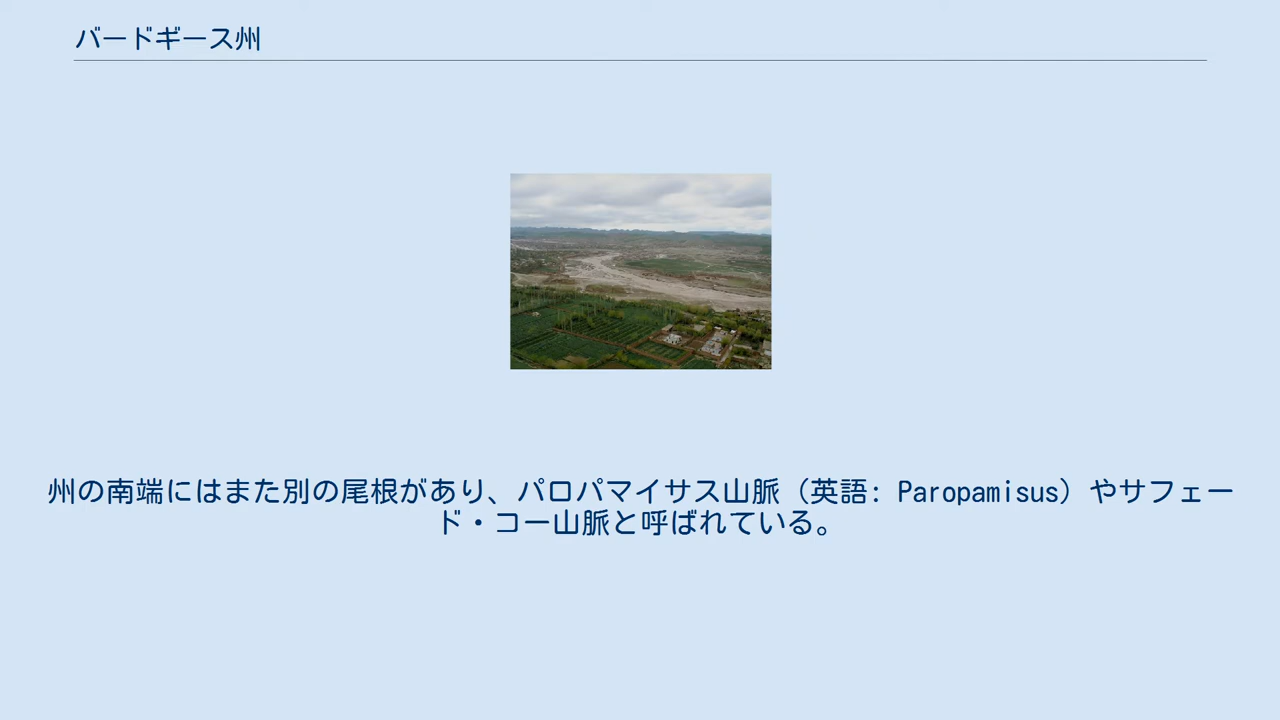 バードギース州
州の南端にはまた別の尾根があり、パロパマイサス山脈（英語: Paropamisus）やサフェー
ド・コー山脈と呼ばれている。